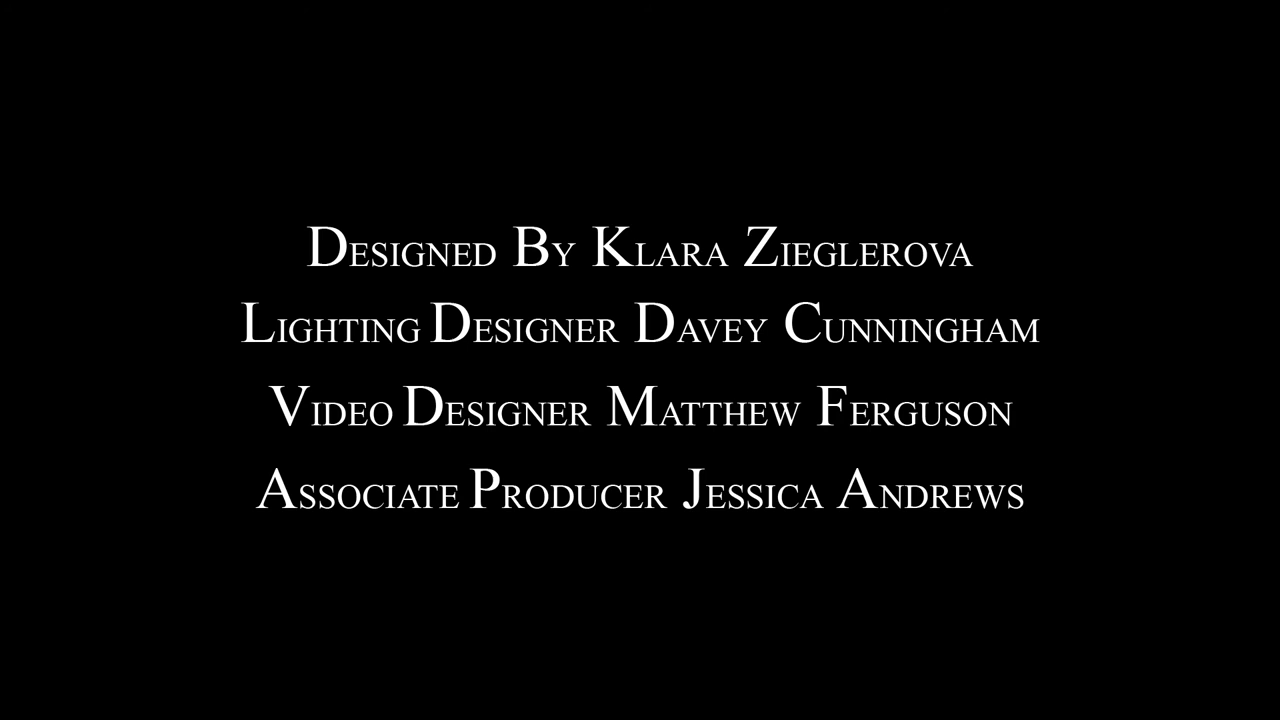 Designed By Klara Zieglerova
Lighting Designer Davey Cunningham
Video Designer Matthew Ferguson
Associate Producer Jessica Andrews